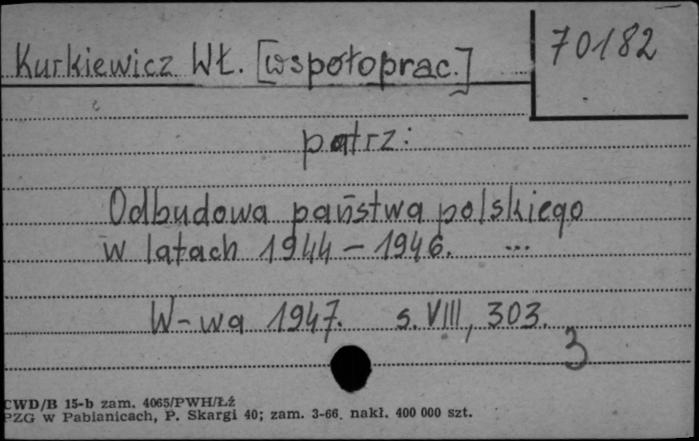 Kurkiewicz Wł. [współoprac.]
70182
patrz:
Odbudowa państwa polskiego
w latach 1944 – 1946. ...
W-wa 1947. s. VIII, 303.
3
CWD/B 15-b zam. 4065/PWH/Łź
PZG w Pabianicach, P. Skargi 40; zam. 3-66. nakł. 400 000 szt.